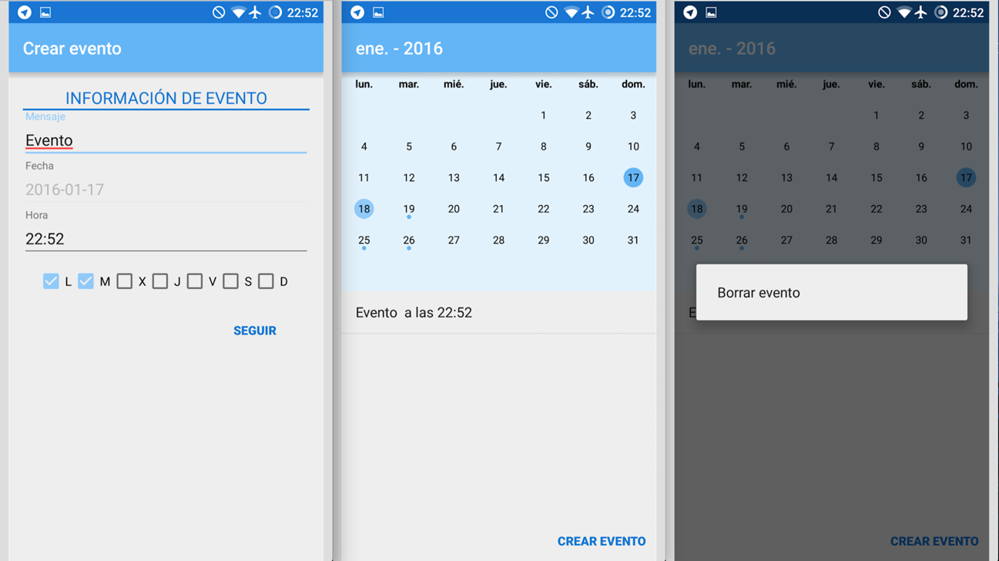 22:52
Crear evento
INFORMACIÓN DE EVENTO
Mensaje
Evento
Fecha
2016-01-17
Hora
22:52
L M X J V S D
SEGUIR
22:52
ene. - 2016
lun. mar. mié. jue. vie. sáb. dom.
1 2 3
4 5 6 7 8 9 10
11 12 13 14 15 16 17
18 19 20 21 22 23 24
25 26 27 28 29 30 31
Evento a las 22:52
CREAR EVENTO
22:52
ene. - 2016
lun. mar. mié. jue. vie. sáb. dom.
1 2 3
4 5 6 7 8 9 10
11 12 13 14 15 16 17
18 19 20 21 22 23 24
25 26 27 28 29 30 31
Borrar evento
E
CREAR EVENTO